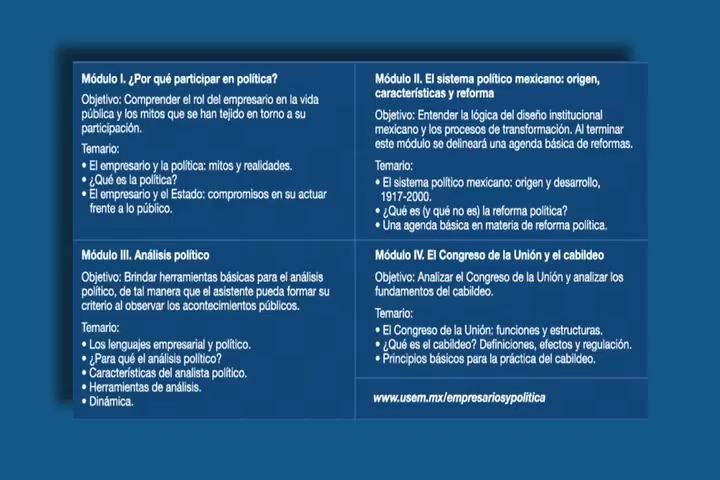 Módulo I. ¿Por qué participar en política?
Objetivo: Comprender el rol del empresario en la vida
pública y los mitos que se han tejido en torno a su
participación.
Temario:
• El empresario y la política: mitos y realidades.
• ¿Qué es la política?
• El empresario y el Estado: compromisos en su actuar
frente a lo público.
Módulo II. El sistema político mexicano: origen,
características y reforma
Objetivo: Entender la lógica del diseño institucional
mexicano y los procesos de transformación. Al terminar
este módulo se delineará una agenda básica de reformas.
Temario:
• El sistema político mexicano: origen y desarrollo,
1917-2000.
• ¿Qué es (y qué no es) la reforma política?
• Una agenda básica en materia de reforma política.
Módulo III. Análisis político
Objetivo: Brindar herramientas básicas para el análisis
político, de tal manera que el asistente pueda formar su
criterio al observar los acontecimientos públicos.
Temario:
• Los lenguajes empresarial y político.
• ¿Para qué el análisis político?
• Características del analista político.
• Herramientas de análisis.
• Dinámica.
Módulo IV. El Congreso de la Unión y el cabildeo
Objetivo: Analizar el Congreso de la Unión y analizar los
fundamentos del cabildeo.
Temario:
• El Congreso de la Unión: funciones y estructuras.
• ¿Qué es el cabildeo? Definiciones, efectos y regulación.
• Principios básicos para la práctica del cabildeo.
www.usem.mx/empresariosypolitica